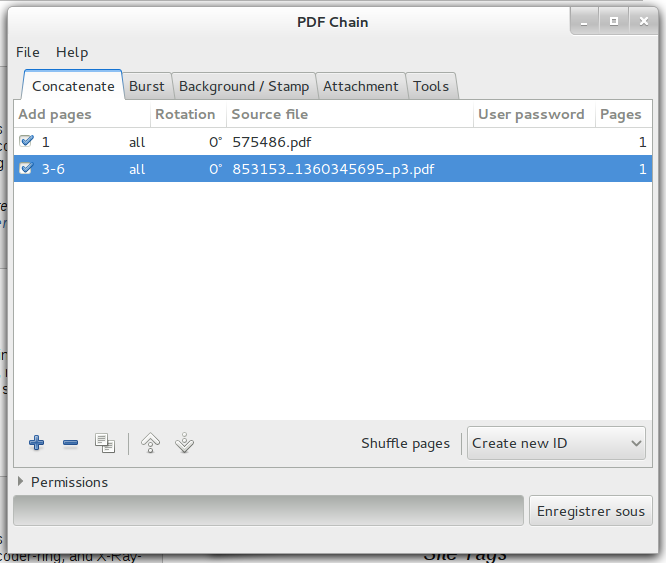 PDF Chain
File Help
Concatenate Burst Background / Stamp Attachment Tools
Add pages Rotation Source file User password Pages
1 all 0° 575486.pdf 1
3-6 all 0° 853153_1360345695_p3.pdf 1
Shuffle pages Create new ID
Permissions
Enregistrer sous
coder-ring, and X-Ray-
Site Tags